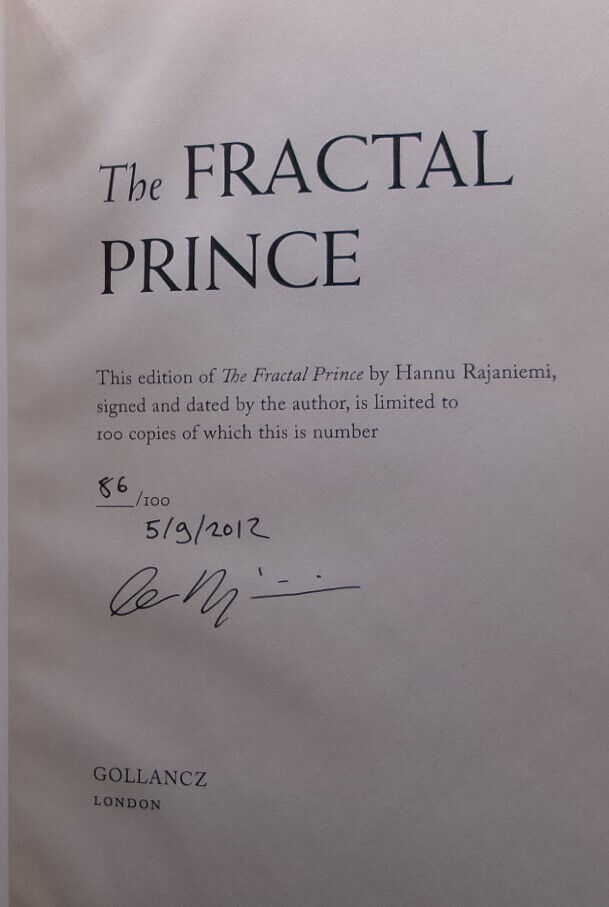 The FRACTAL
PRINCE
This edition of The Fractal Prince by Hannu Rajaniemi,
signed and dated by the author, is limited to
100 copies of which this is number
86/100
5/9/2012
GOLLANCZ
LONDON